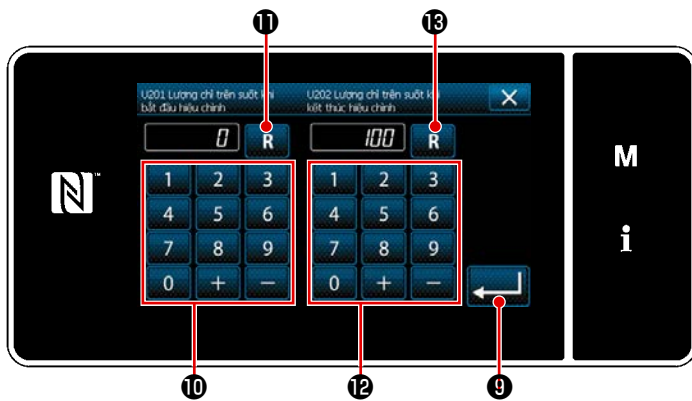 ⓫ ⓭
U201 Lượng chỉ trên suốt khi
bắt đầu hiệu chỉnh
U202 Lượng chỉ trên suốt khi
kết thúc hiệu chỉnh
0 R
100 R
1 2 3
4 5 6
7 8 9
0 + −
1 2 3
4 5 6
7 8 9
0 + −
N™
M
i
❿ ⓬ ❾